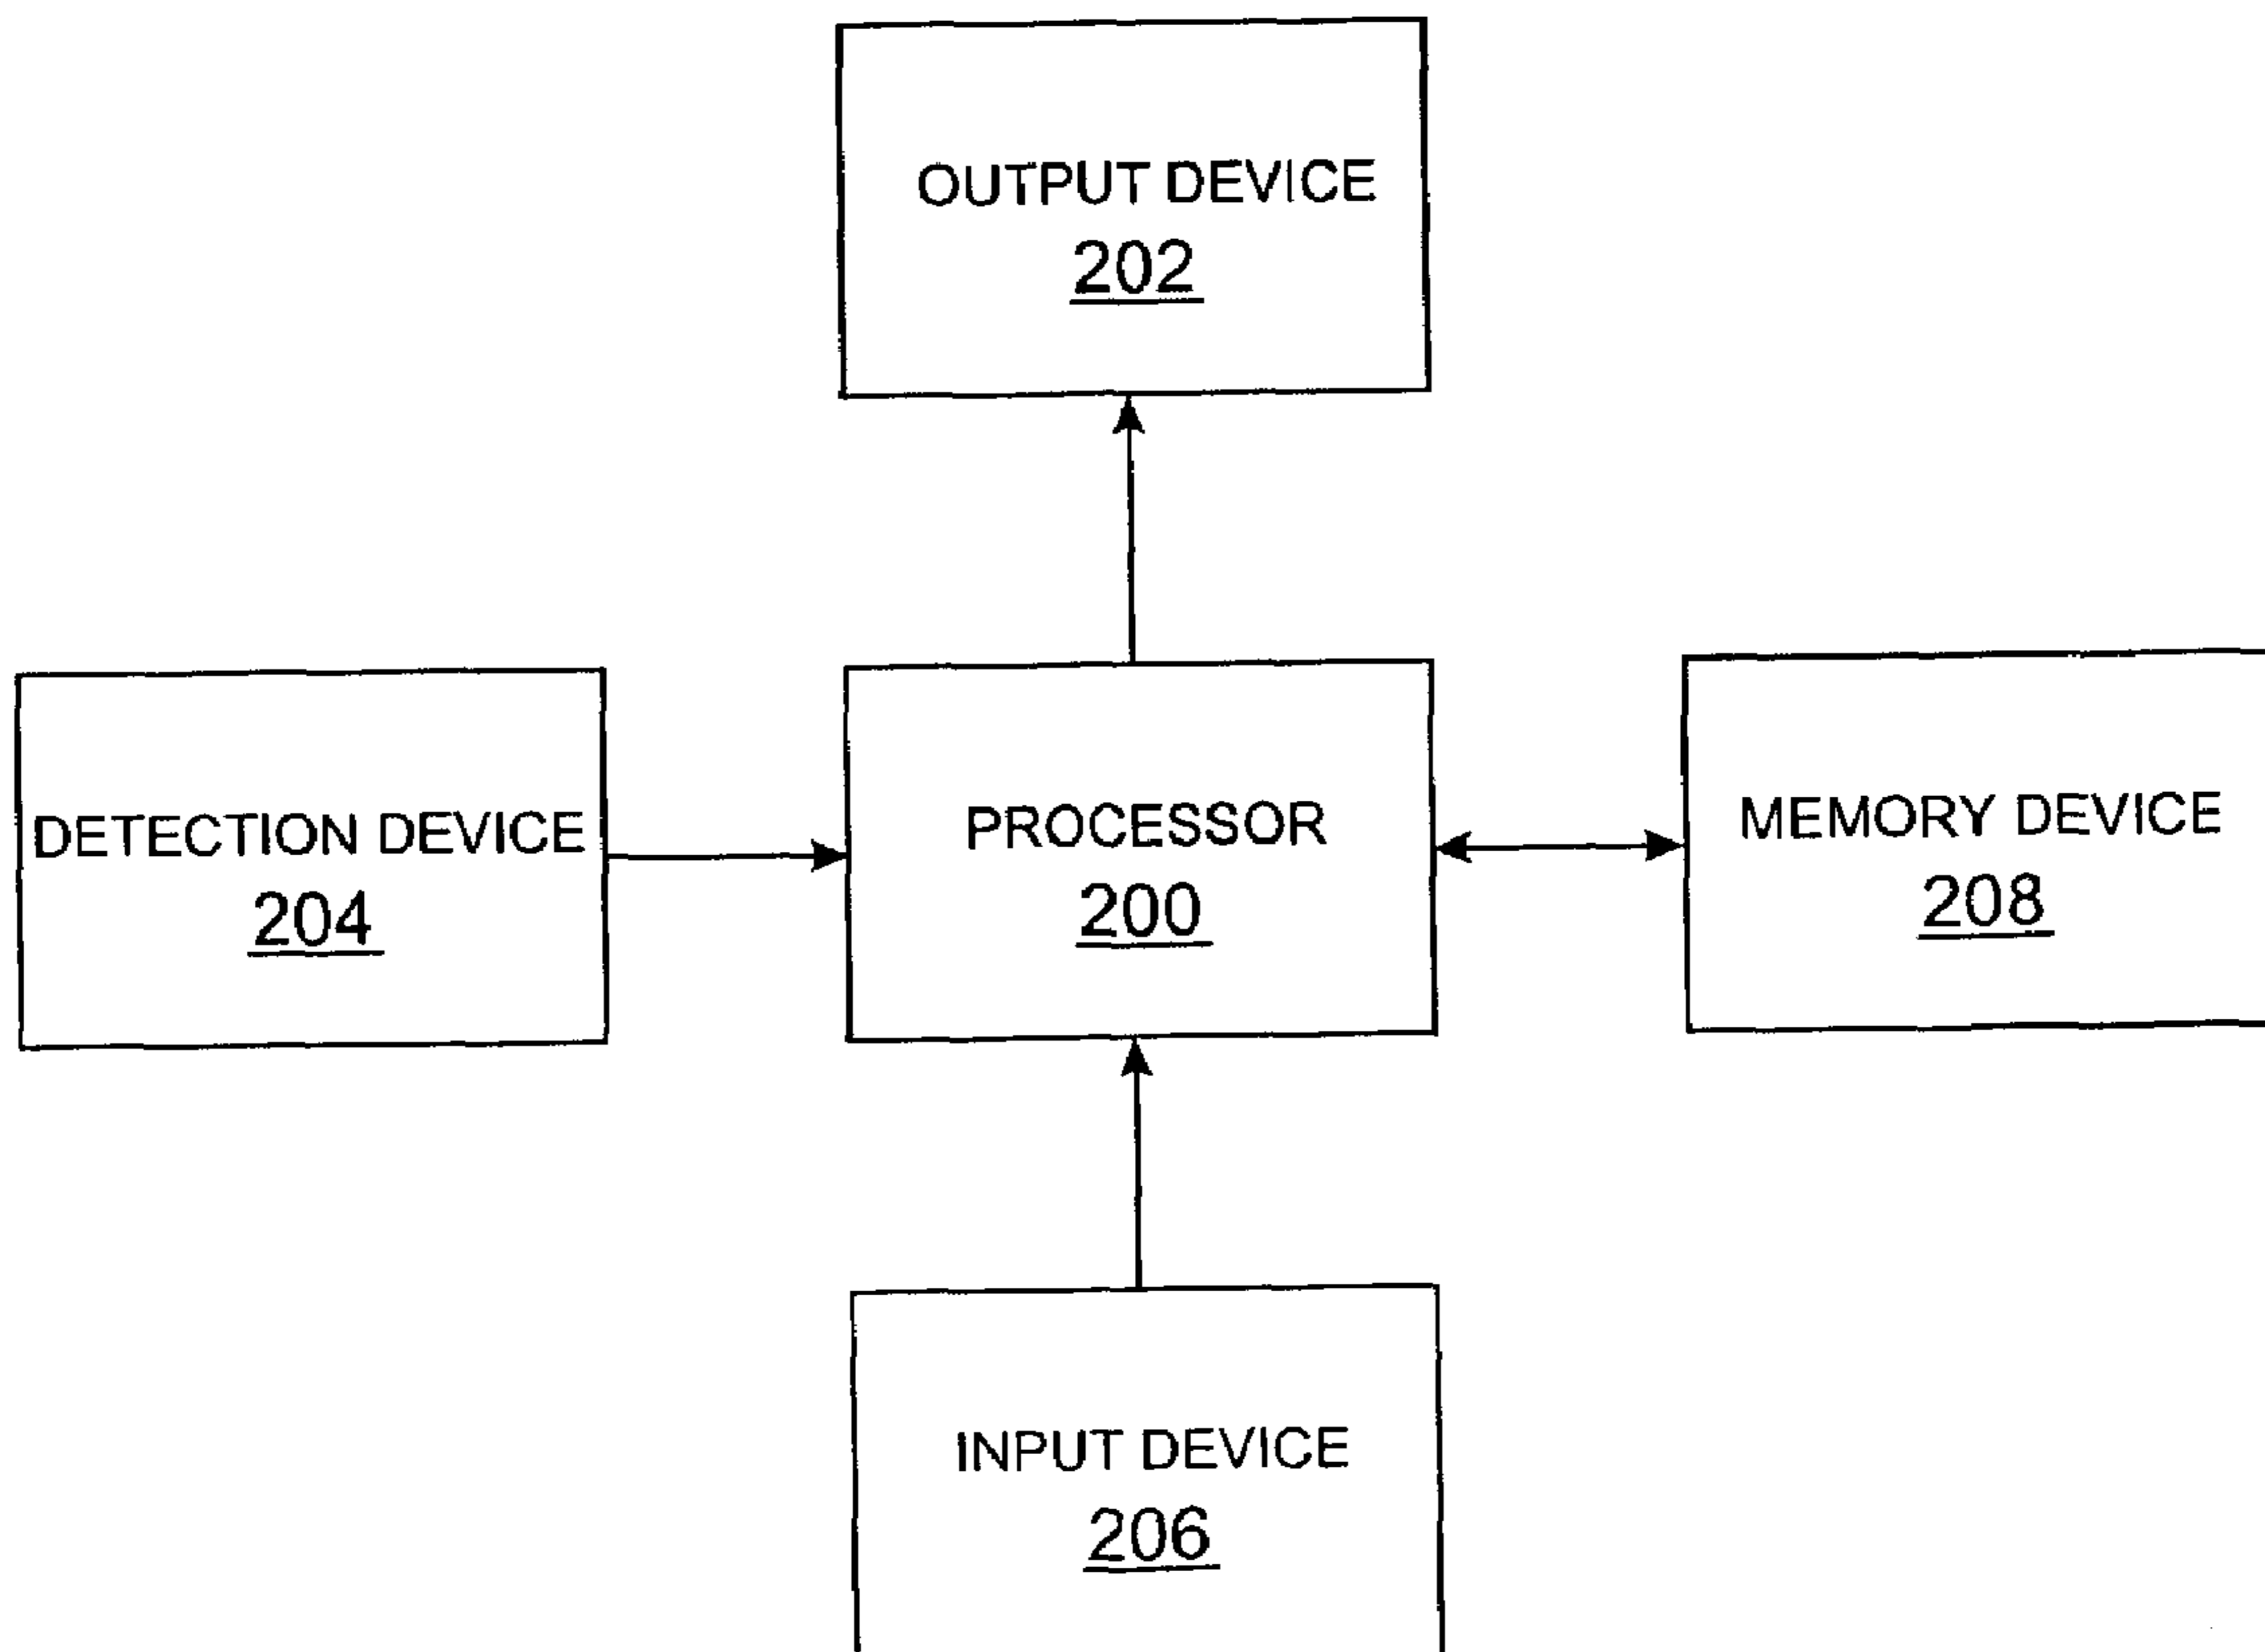 OUTPUT DEVICE
202
DETECTION DEVICE
204
PROCESSOR
200
MEMORY DEVICE
208
INPUT DEVICE
206